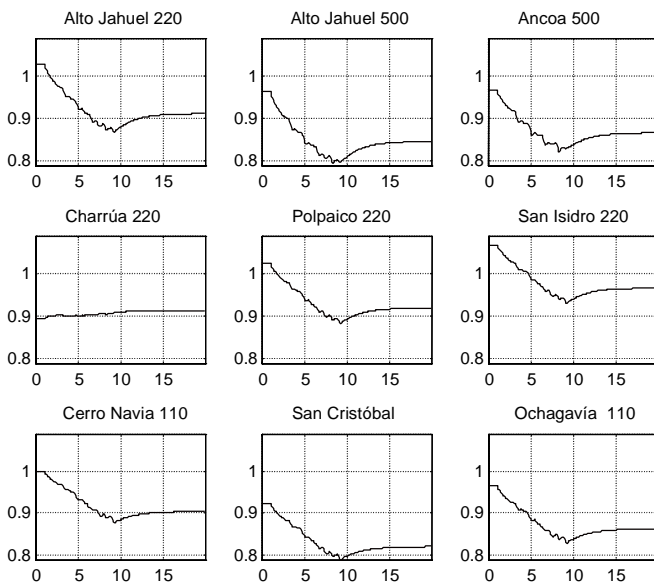 Alto Jahuel 220
Alto Jahuel 500
Ancoa 500
1
0.9
0.8
0 5 10 15
1
0.9
0.8
0 5 10 15
1
0.9
0.8
0 5 10 15
Charrúa 220
Polpaico 220
San Isidro 220
1
0.9
0.8
0 5 10 15
1
0.9
0.8
0 5 10 15
1
0.9
0.8
0 5 10 15
Cerro Navia 110
San Cristóbal
Ochagavía 110
1
0.9
0.8
0 5 10 15
1
0.9
0.8
0 5 10 15
1
0.9
0.8
0 5 10 15